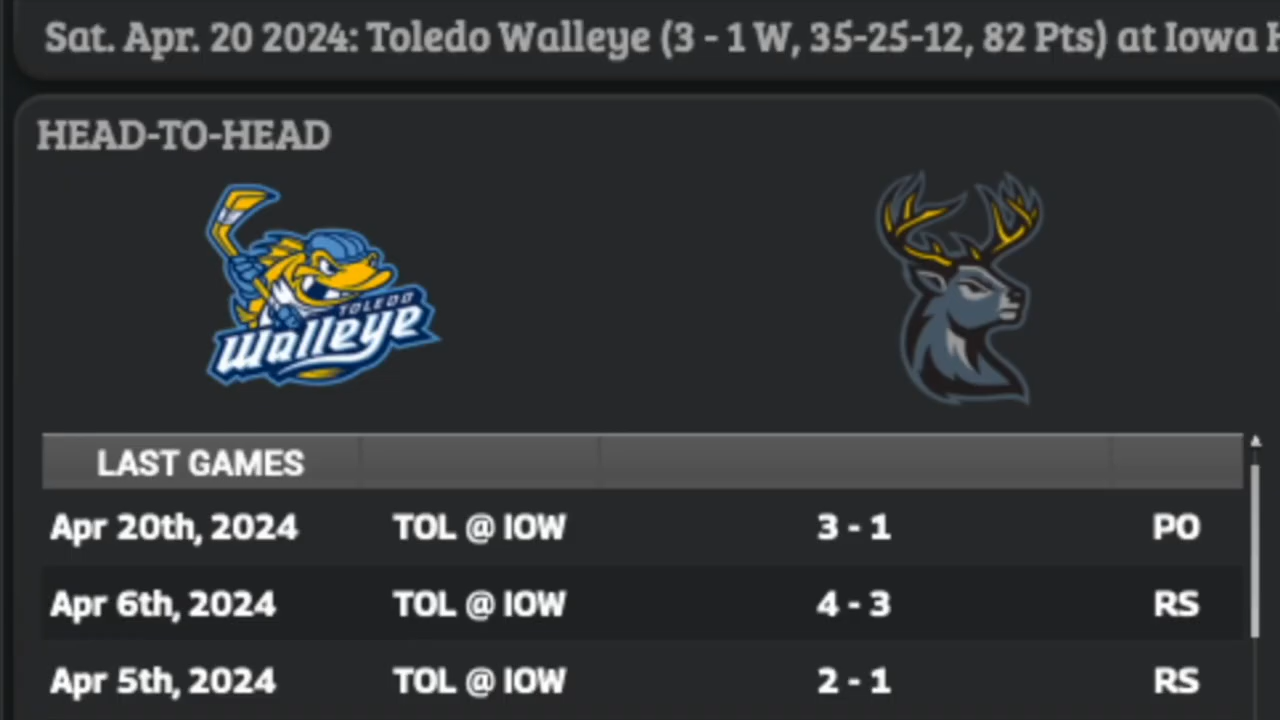 Sat. Apr. 20 2024: Toledo Walleye (3 - 1 W, 35-25-12, 82 Pts) at Iowa
HEAD-TO-HEAD
TOLEDO
Walleye
LAST GAMES
Apr 20th, 2024 TOL @ IOW 3 - 1 PO
Apr 6th, 2024 TOL @ IOW 4 - 3 RS
Apr 5th, 2024 TOL @ IOW 2 - 1 RS